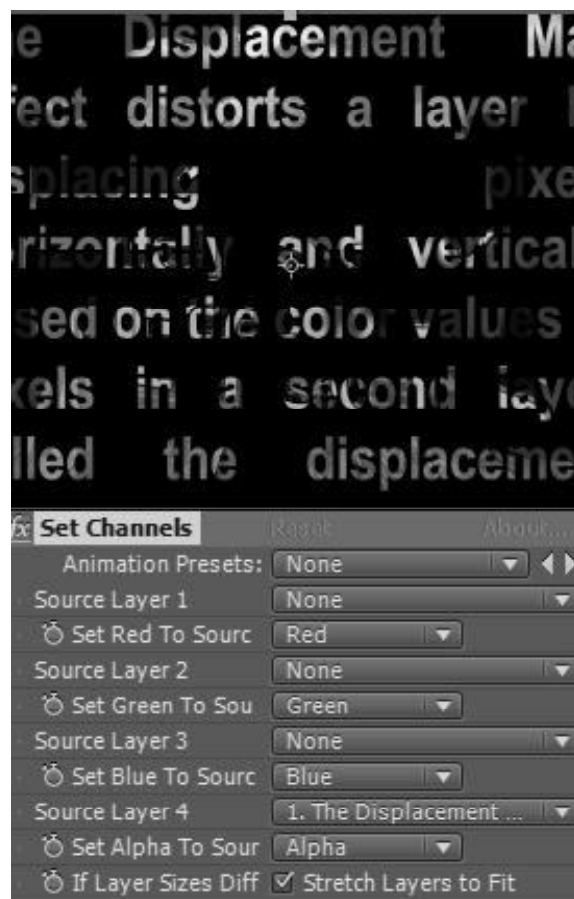 e Displacement Ma
fect distorts a layer
splacing pixe
rizontally and vertical
sed on the color values
xels in a second laye
lled the displaceme
fx Set Channels Reset About...
Animation Presets: None
Source Layer 1 None
Set Red To Sourc Red
Source Layer 2 None
Set Green To Sou Green
Source Layer 3 None
Set Blue To Sourc Blue
Source Layer 4 1. The Displacement ...
Set Alpha To Sour Alpha
If Layer Sizes Diff Stretch Layers to Fit